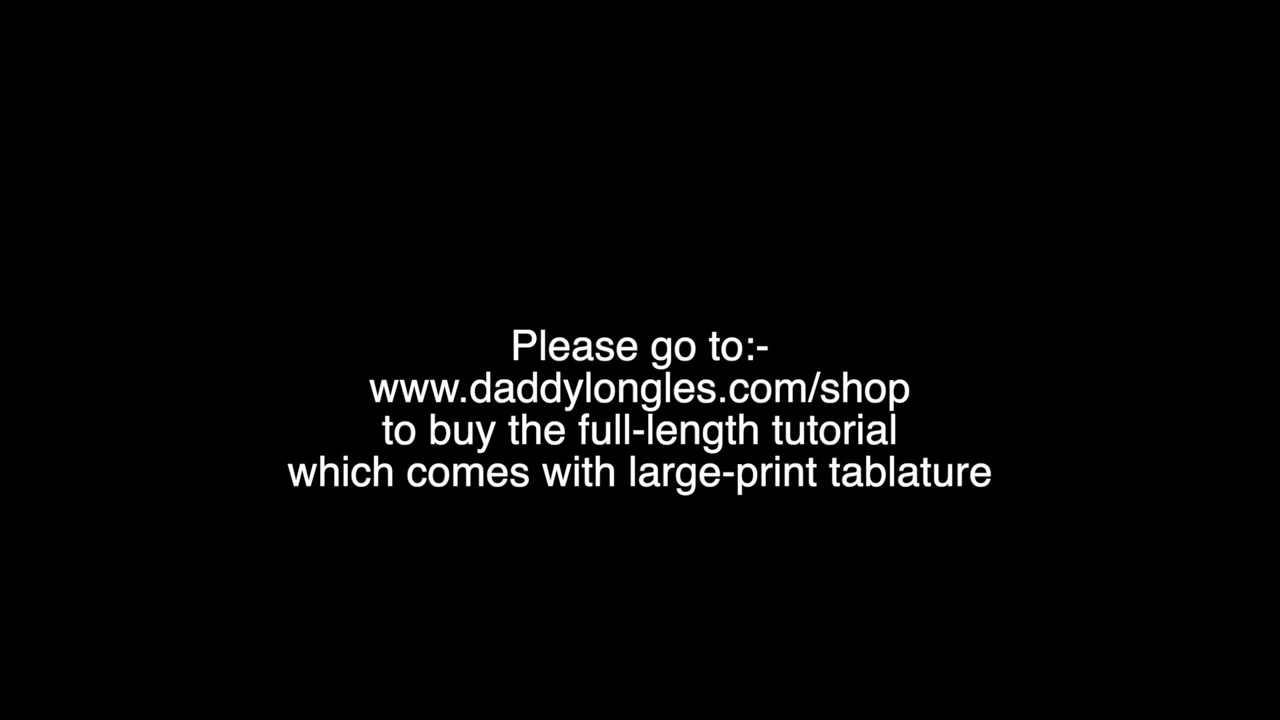 Please go to:-
www.daddylongles.com/shop
to buy the full-length tutorial
which comes with large-print tablature